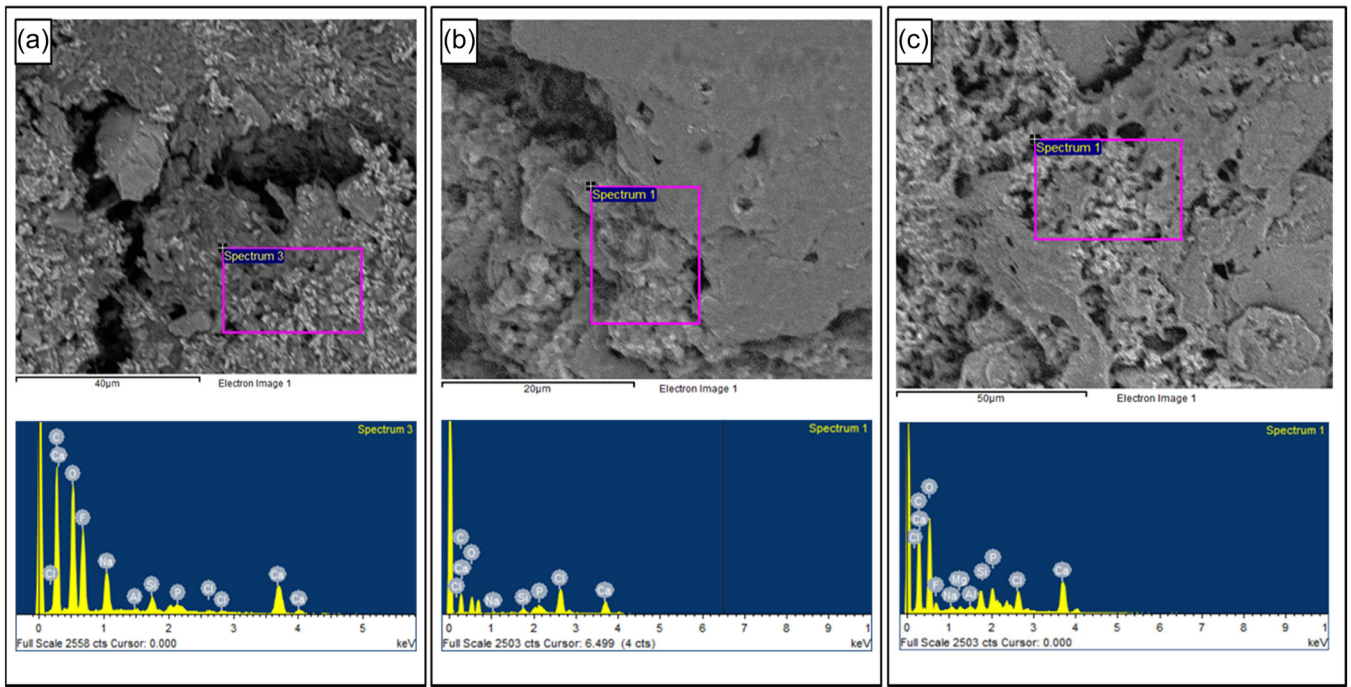 (a)
Spectrum 3
40μm
Electron Image 1
Spectrum 3
C
Ca
O
F
Cl
Na
Al
Si
P
Cl
Cl
Ca
Ca
0 1 2 3 4 5
Full Scale 2558 cts Cursor: 0.000
keV
(b)
Spectrum 1
20μm
Electron Image 1
Spectrum 1
C
O
Ca
Cl
Na
Si
P
Cl
Ca
0 1 2 3 4 5 6 7 8 9 1
Full Scale 2503 cts Cursor: 6.499 (4 cts)
keV
(c)
Spectrum 1
50μm
Electron Image 1
Spectrum 1
O
C
Ca
Cl
F
Na
Mg
Al
Si
P
Cl
Ca
0 1 2 3 4 5 6 7 8 9 1
Full Scale 2503 cts Cursor: 0.000
keV